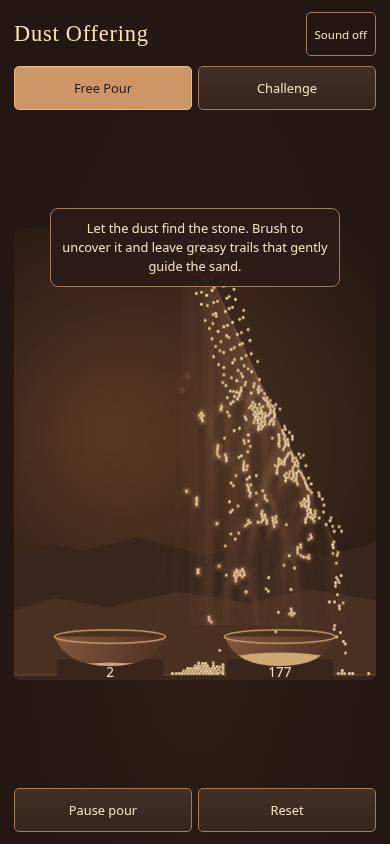 Dust Offering
Sound off
Free Pour
Challenge
Let the dust find the stone. Brush to
uncover it and leave greasy trails that gently
guide the sand.
2
177
Pause pour
Reset